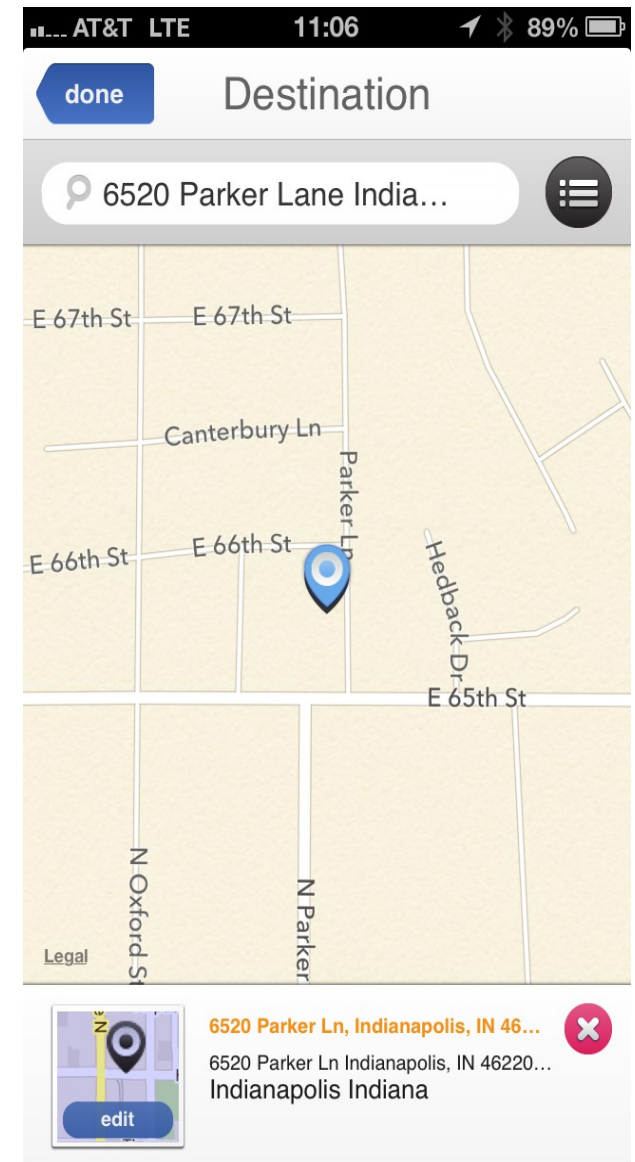 AT&T LTE 11:06 89%
done Destination
6520 Parker Lane India…
E 67th St E 67th St
Canterbury Ln
Parker Ln
E 66th St E 66th St
Hedback Dr
E 65th St
N Oxford St
N Parker
Legal
6520 Parker Ln, Indianapolis, IN 46…
6520 Parker Ln Indianapolis, IN 46220…
Indianapolis Indiana
edit